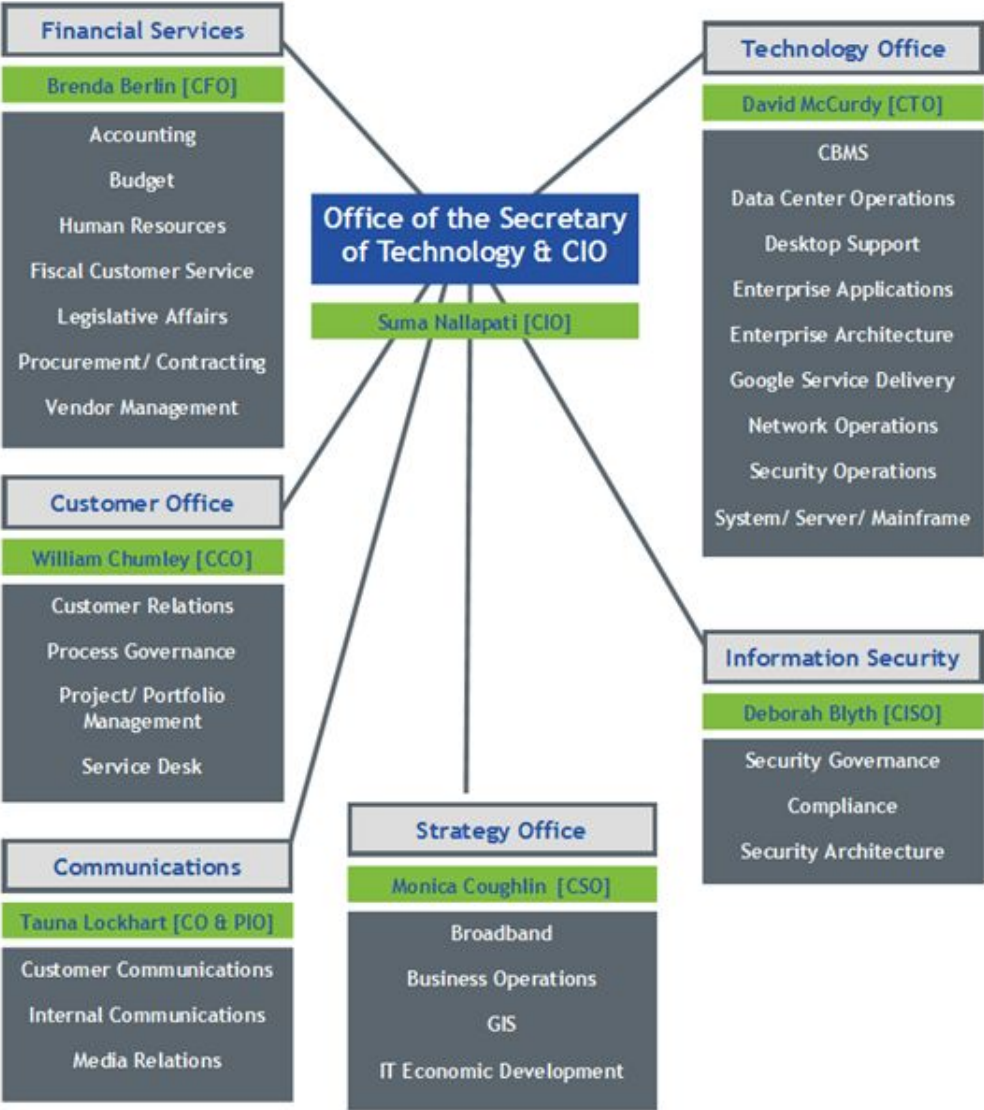 Financial Services
Brenda Berlin [CFO]
Accounting
Budget
Human Resources
Fiscal Customer Service
Legislative Affairs
Procurement/ Contracting
Vendor Management
Office of the Secretary
of Technology & CIO
Suma Nallapati [CIO]
Technology Office
David McCurdy [CTO]
CBMS
Data Center Operations
Desktop Support
Enterprise Applications
Enterprise Architecture
Google Service Delivery
Network Operations
Security Operations
System/ Server/ Mainframe
Customer Office
William Chumley [CCO]
Customer Relations
Process Governance
Project/ Portfolio
Management
Service Desk
Information Security
Deborah Blyth [CISO]
Security Governance
Compliance
Security Architecture
Communications
Tauna Lockhart [CO & PIO]
Customer Communications
Internal Communications
Media Relations
Strategy Office
Monica Coughlin [CSO]
Broadband
Business Operations
GIS
IT Economic Development